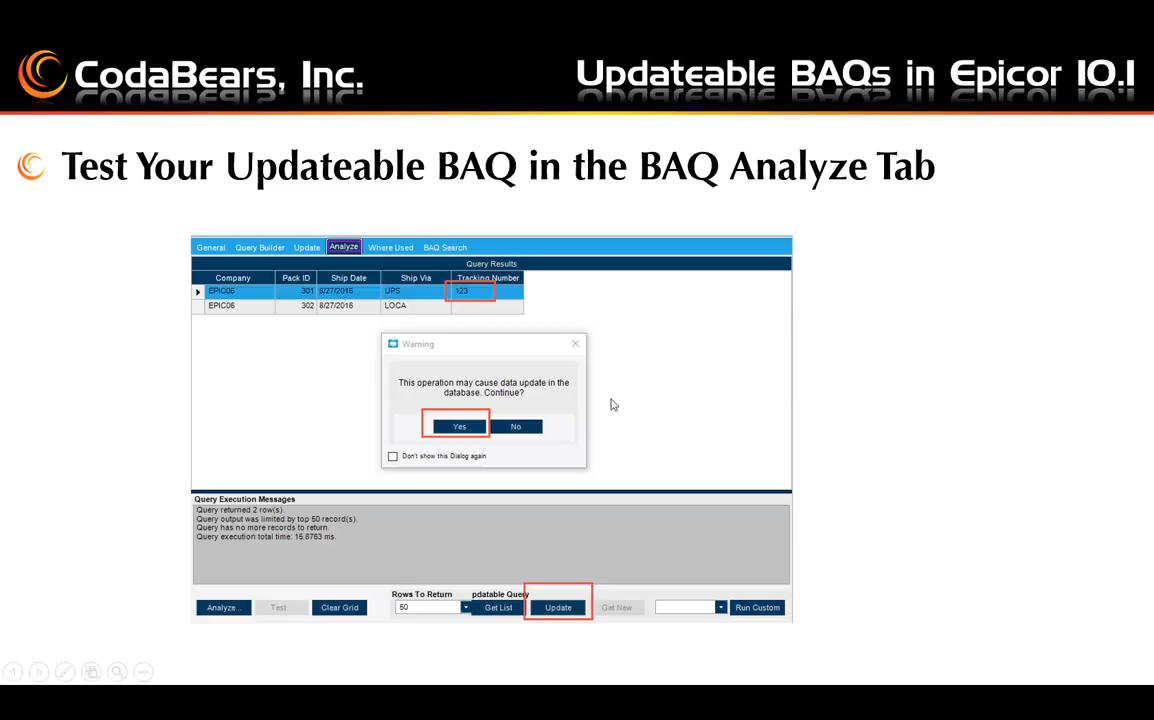 CodaBears, Inc.
Updateable BAQs in Epicor 10.1
Test Your Updateable BAQ in the BAQ Analyze Tab
General Query Builder Update Analyze Where Used BAQ Search
Query Results
Company Pack ID Ship Date Ship Via Tracking Number
EPIC06 301 8/27/2016 UPS 123
EPIC06 302 8/27/2016 LOCA
Warning
This operation may cause data update in the
database. Continue?
Yes No
Don't show this Dialog again
Query Execution Messages
Query returned 2 row(s).
Query output was limited by top 50 record(s).
Query has no more records to return.
Query execution total time: 15.8763 ms.
Rows To Return pdatable Query
Analyze... Test... Clear Grid 50 Get List Update Get New Run Custom